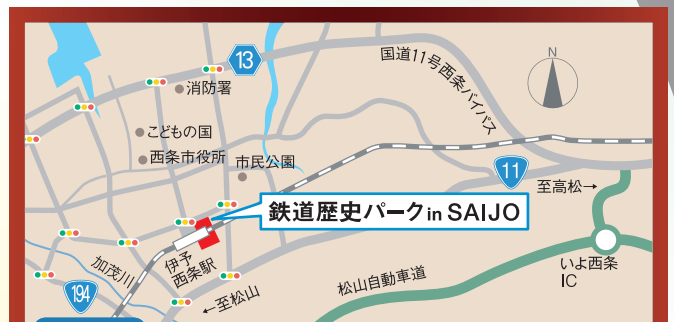 N
13
国道11号西条バイパス
消防署
こどもの国
西条市役所
市民公園
11
至高松→
鉄道歴史パーク in SAIJO
伊予
西条駅
加茂川
いよ西条
IC
194
←至松山
松山自動車道